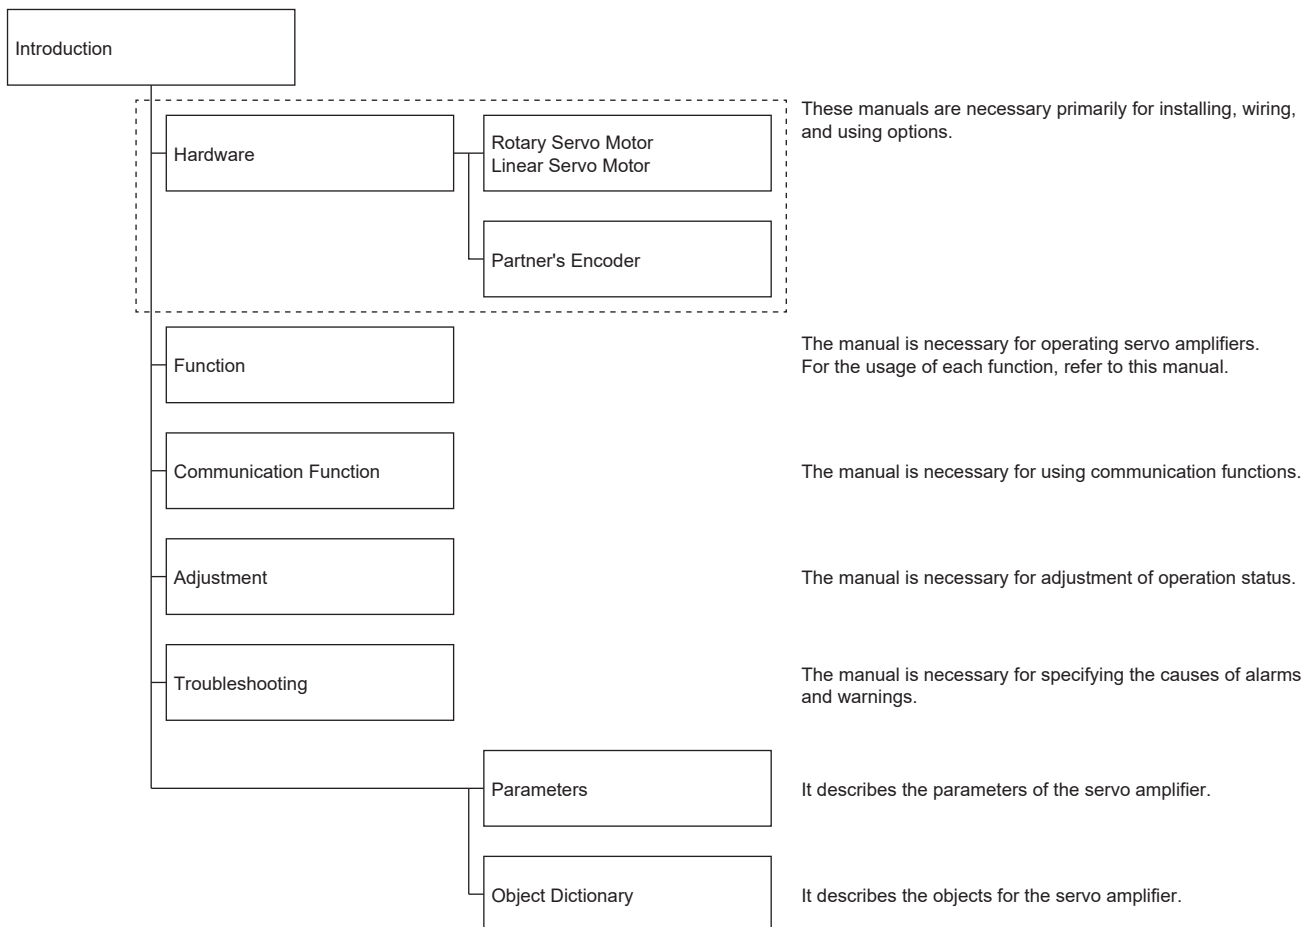 Introduction
These manuals are necessary primarily for installing, wiring,
and using options.
Hardware
Rotary Servo Motor
Linear Servo Motor
Partner's Encoder
Function
The manual is necessary for operating servo amplifiers.
For the usage of each function, refer to this manual.
Communication Function
The manual is necessary for using communication functions.
Adjustment
The manual is necessary for adjustment of operation status.
Troubleshooting
The manual is necessary for specifying the causes of alarms
and warnings.
Parameters
It describes the parameters of the servo amplifier.
Object Dictionary
It describes the objects for the servo amplifier.